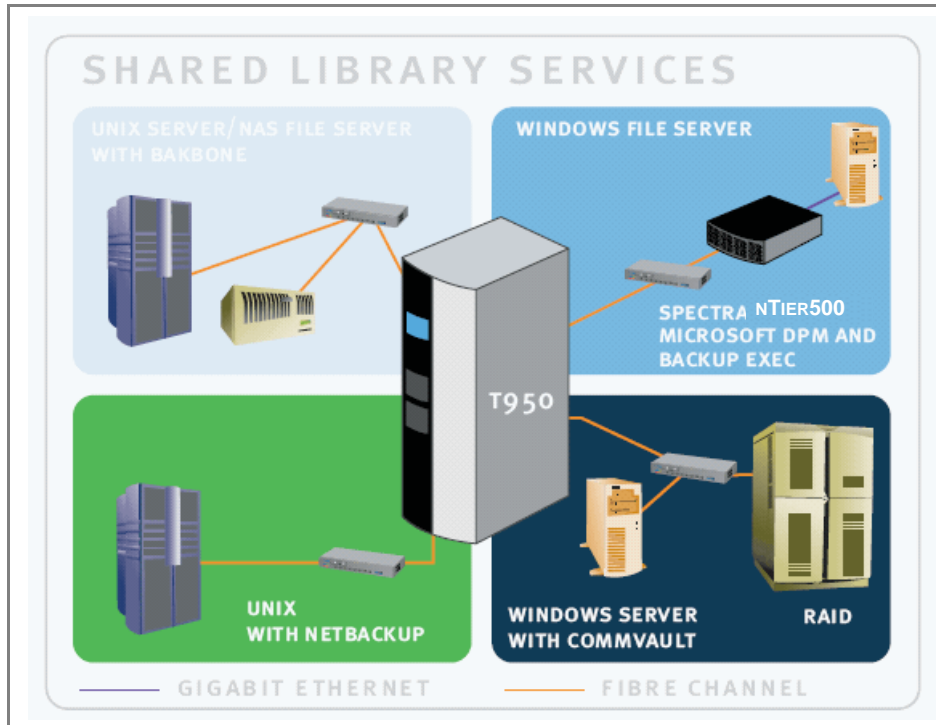 SHARED LIBRARY SERVICES
UNIX SERVER/NAS FILE SERVER
WITH BAKBONE
WINDOWS FILE SERVER
SPECTRA NTIER500
MICROSOFT DPM AND
BACKUP EXEC
T950
UNIX
WITH NETBACKUP
WINDOWS SERVER
WITH COMMVAULT
RAID
GIGABIT ETHERNET
FIBRE CHANNEL